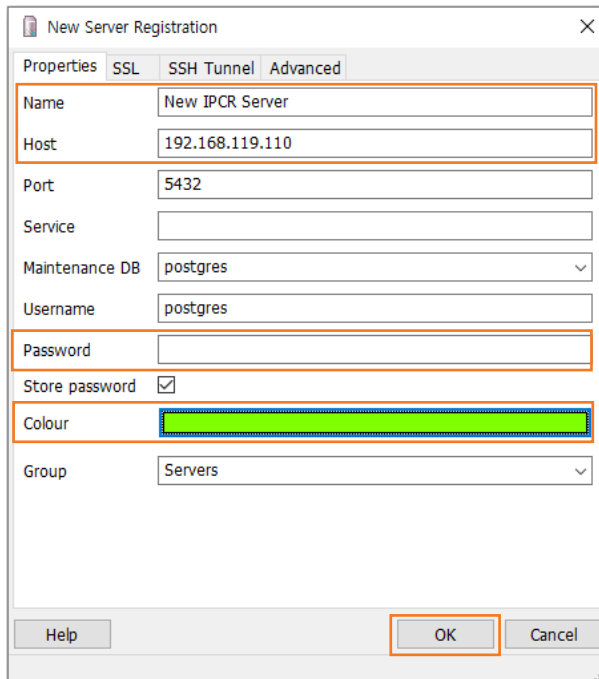 New Server Registration
Properties SSL SSH Tunnel Advanced
Name New IPCR Server
Host 192.168.119.110
Port 5432
Service
Maintenance DB postgres
Username postgres
Password
Store password
Colour
Group Servers
Help OK Cancel